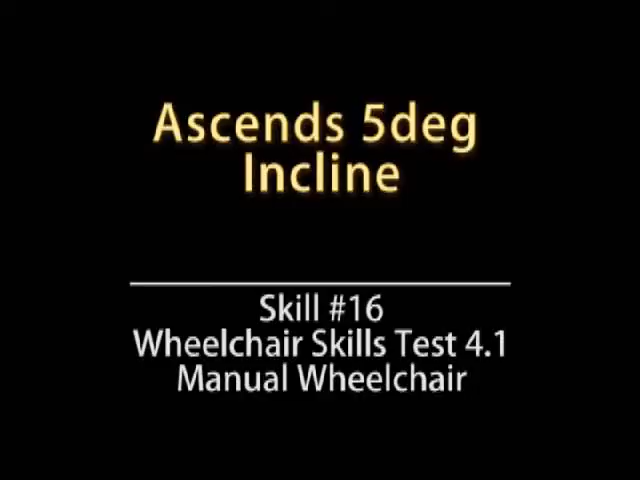 Ascends 5deg
Incline
Skill #16
Wheelchair Skills Test 4.1
Manual Wheelchair